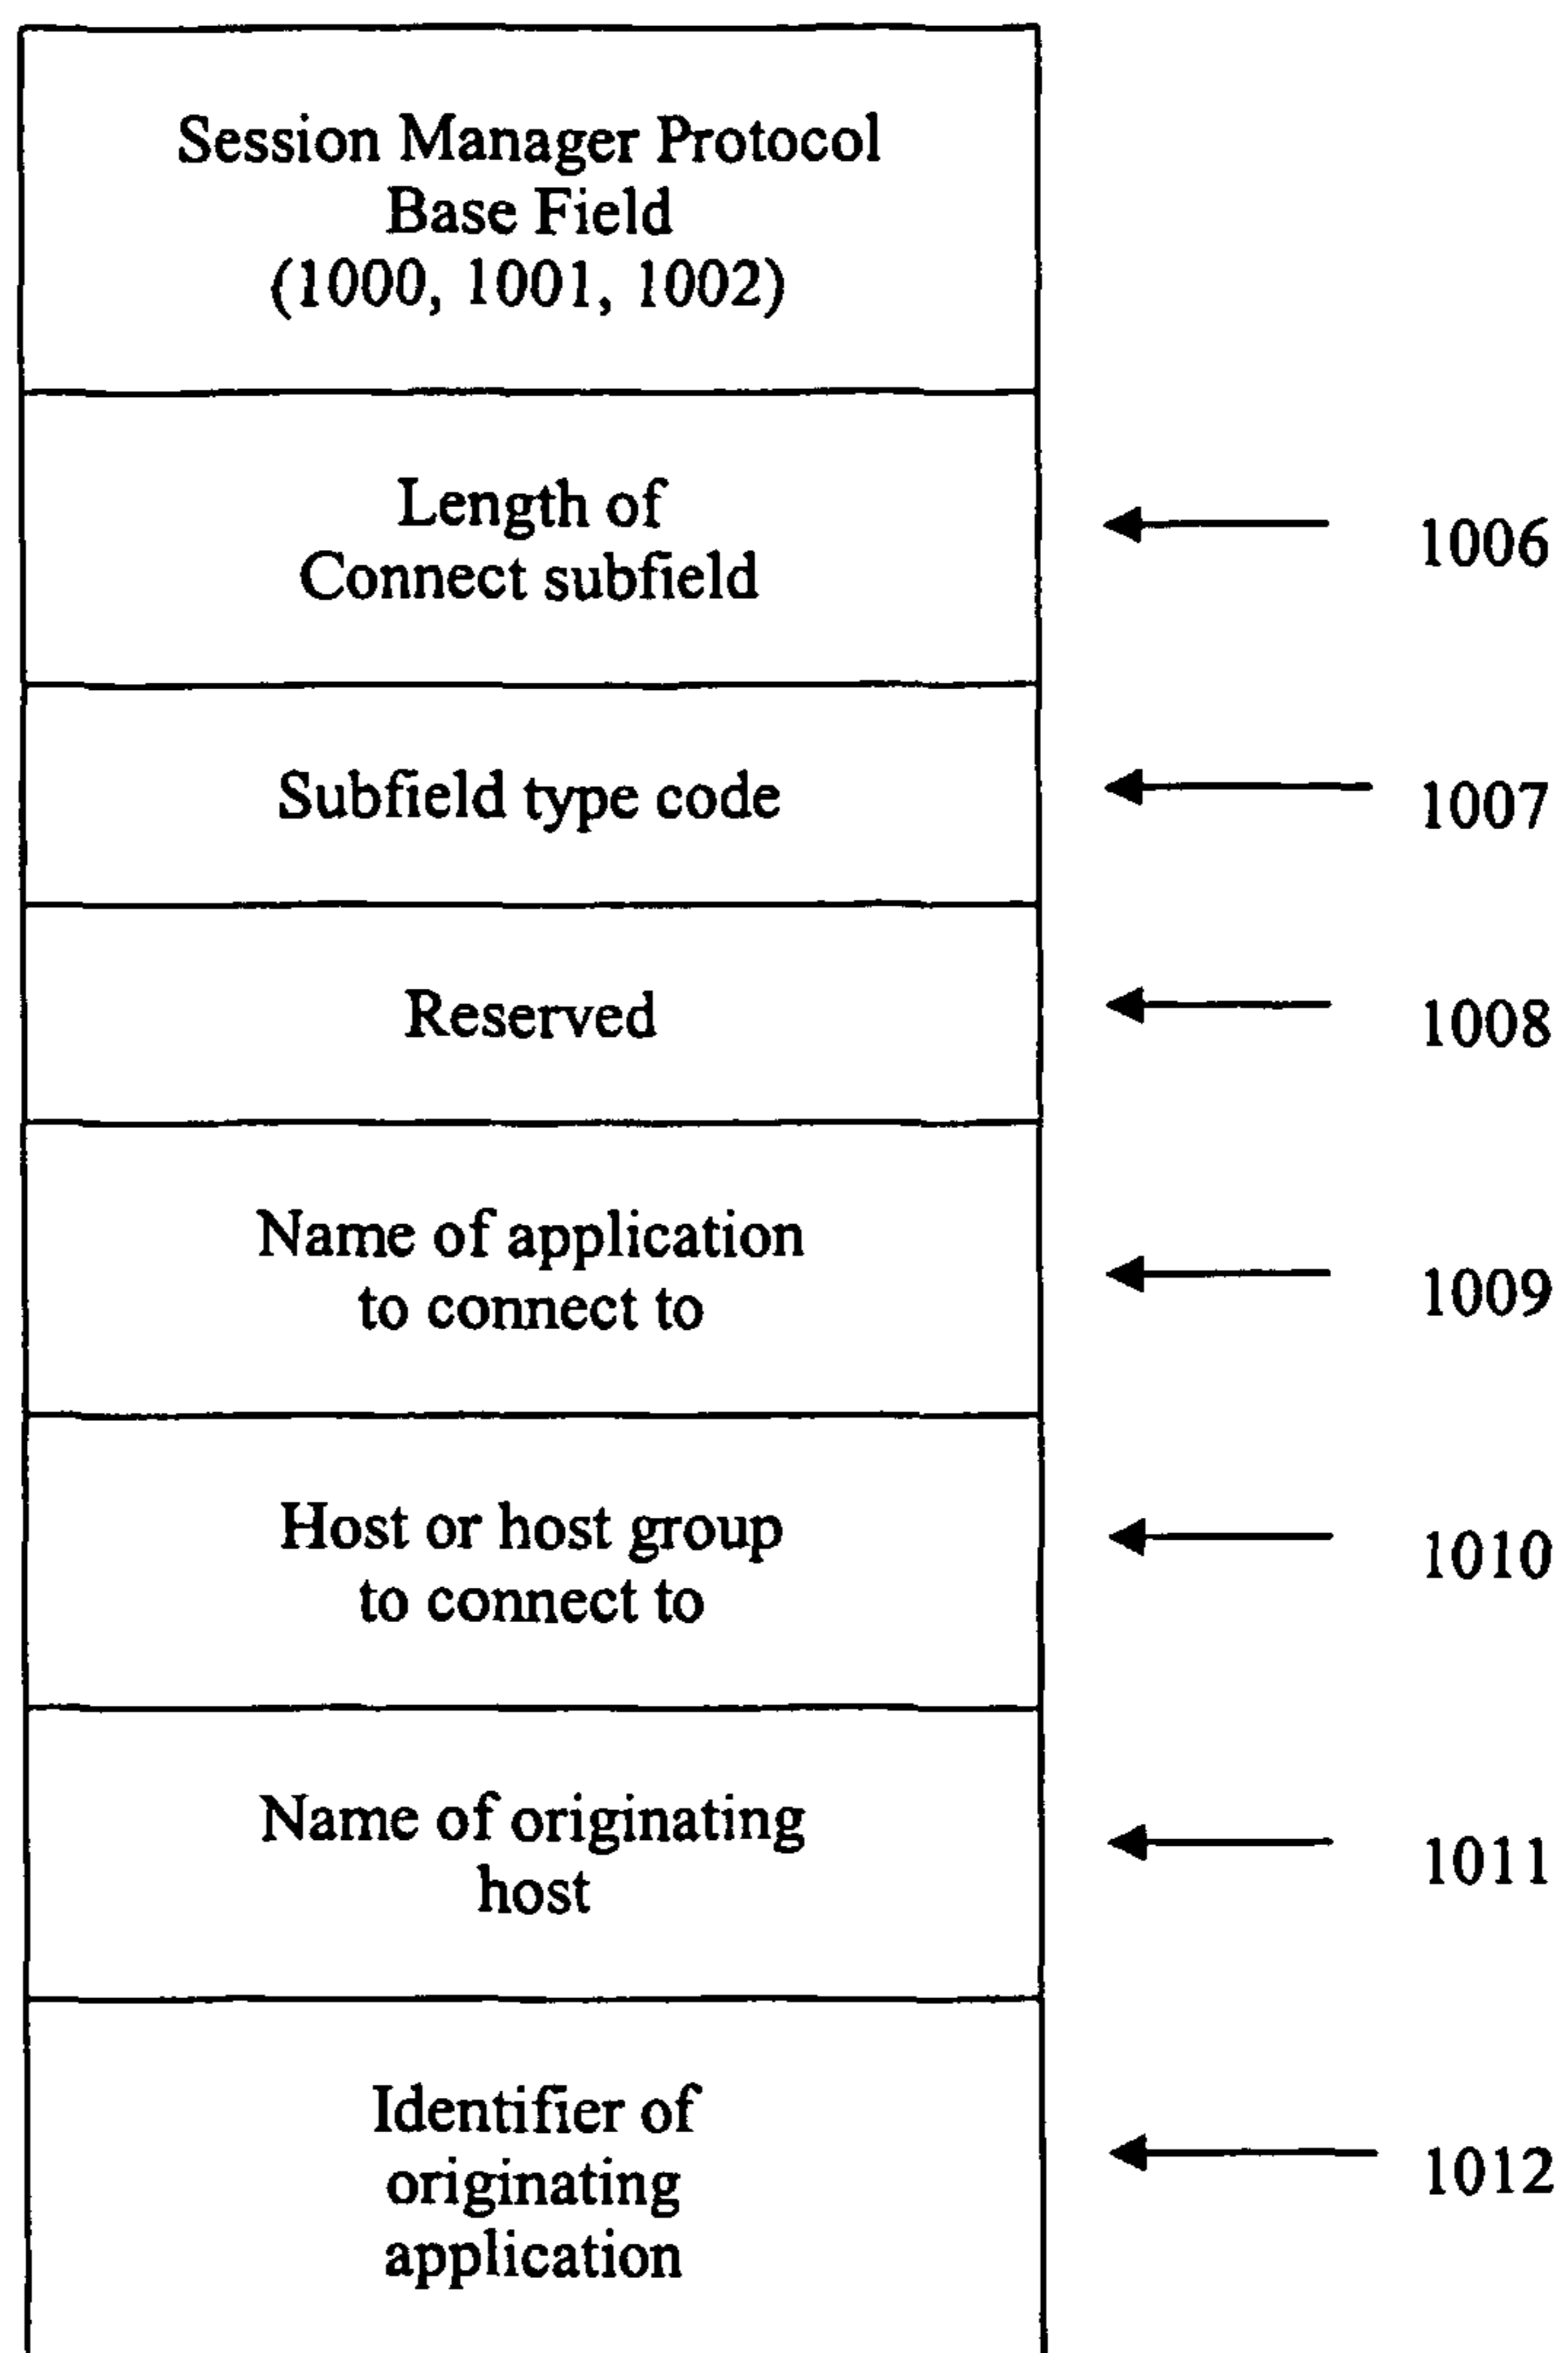 Session Manager Protocol
Base Field
(1000, 1001, 1002)
Length of
Connect subfield
1006
Subfield type code
1007
Reserved
1008
Name of application
to connect to
1009
Host or host group
to connect to
1010
Name of originating
host
1011
Identifier of
originating
application
1012